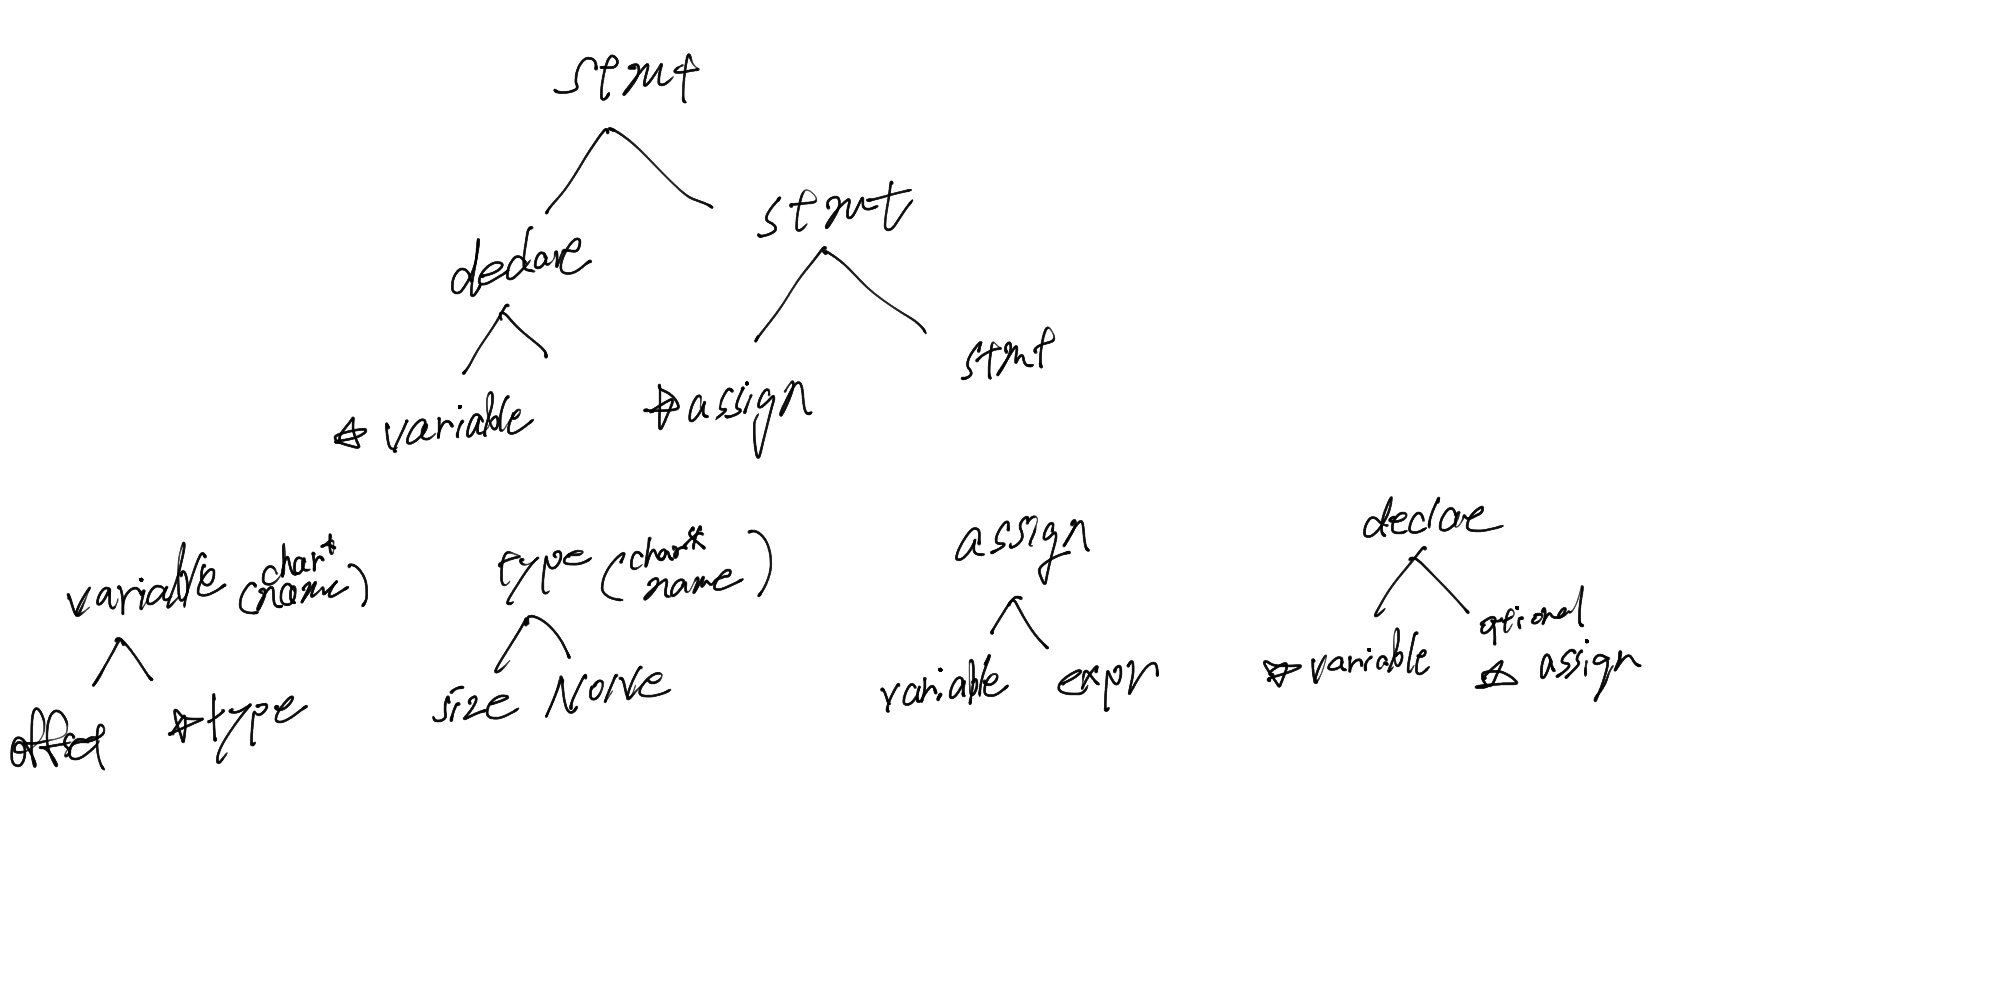 stmt
declare stmt
☆ variable ☆ assign stmt
variable (char* name) type (char* name) assign declae
offset ☆ type size NONE variable expr ☆ variable optional ☆ assign